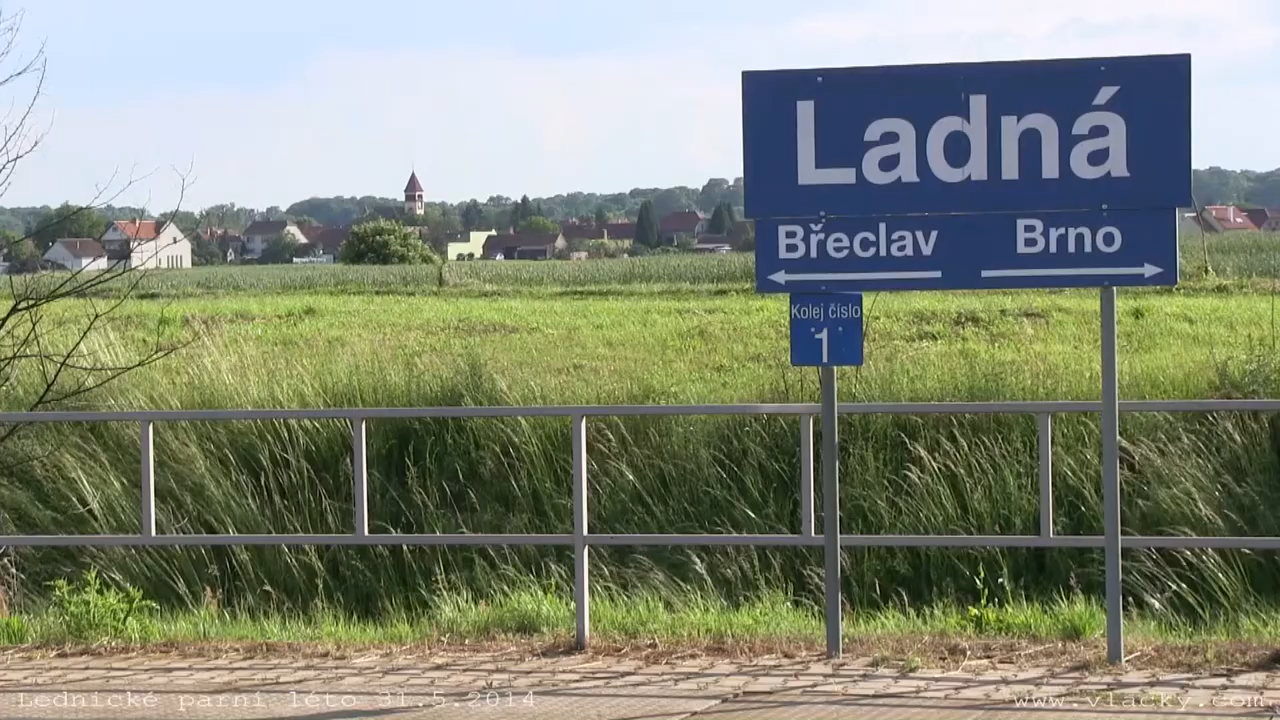 Ladná
Břeclav Brno
Kolej číslo
1
Lednické parní léto 31.5.2014 www.vlacky.com